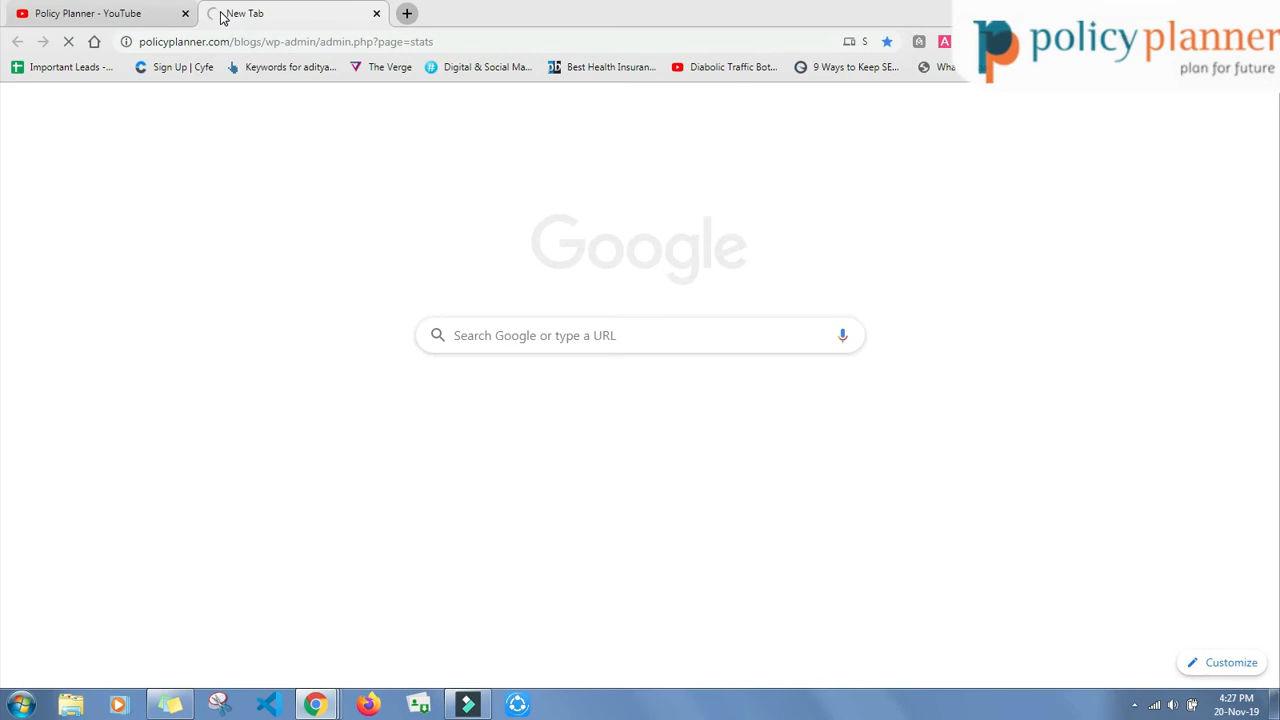 Policy Planner - YouTube
New Tab
policyplanner.com/blogs/wp-admin/admin.php?page=stats
S
Important Leads -...
Sign Up | Cyfe
Keywords for Aditya...
The Verge
Digital & Social Ma...
Best Health Insuran...
Diabolic Traffic Bot...
9 Ways to Keep SE...
Wha
policyplanner
plan for future
Google
Search Google or type a URL
Customize
4:27 PM
20-Nov-19